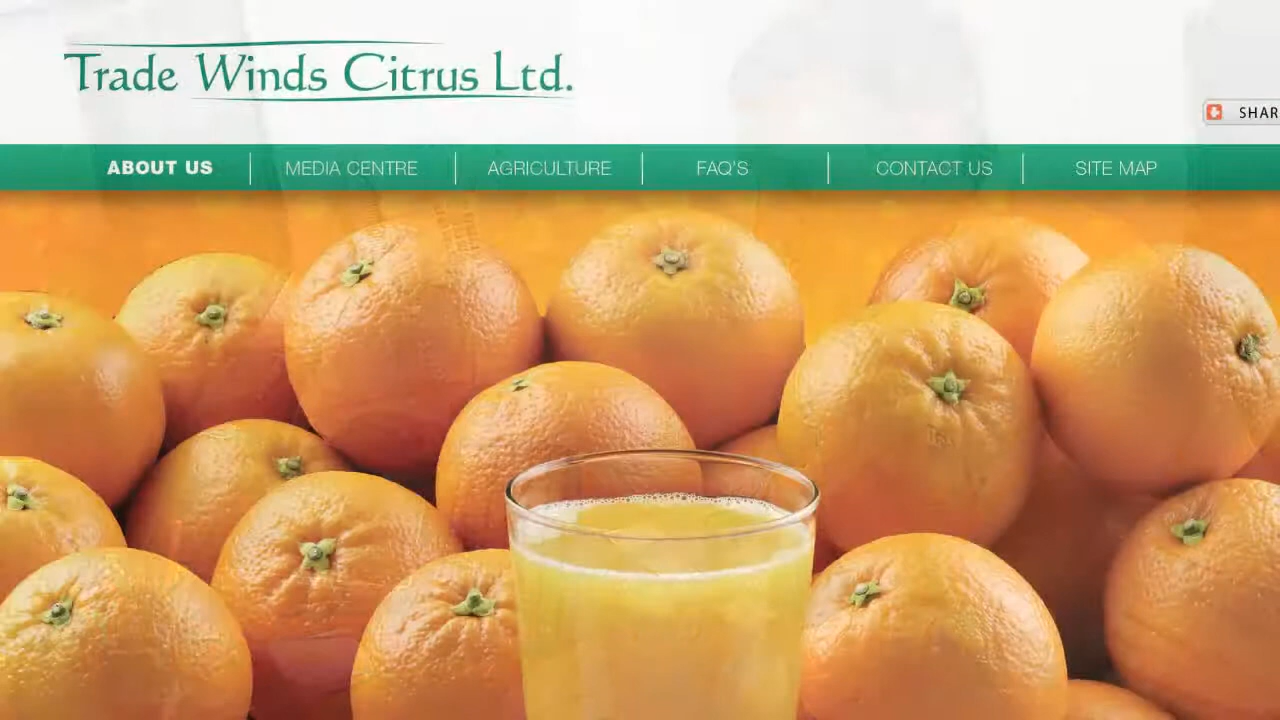 Trade Winds Citrus Ltd.
SHAR
ABOUT US
MEDIA CENTRE
AGRICULTURE
FAQ'S
CONTACT US
SITE MAP